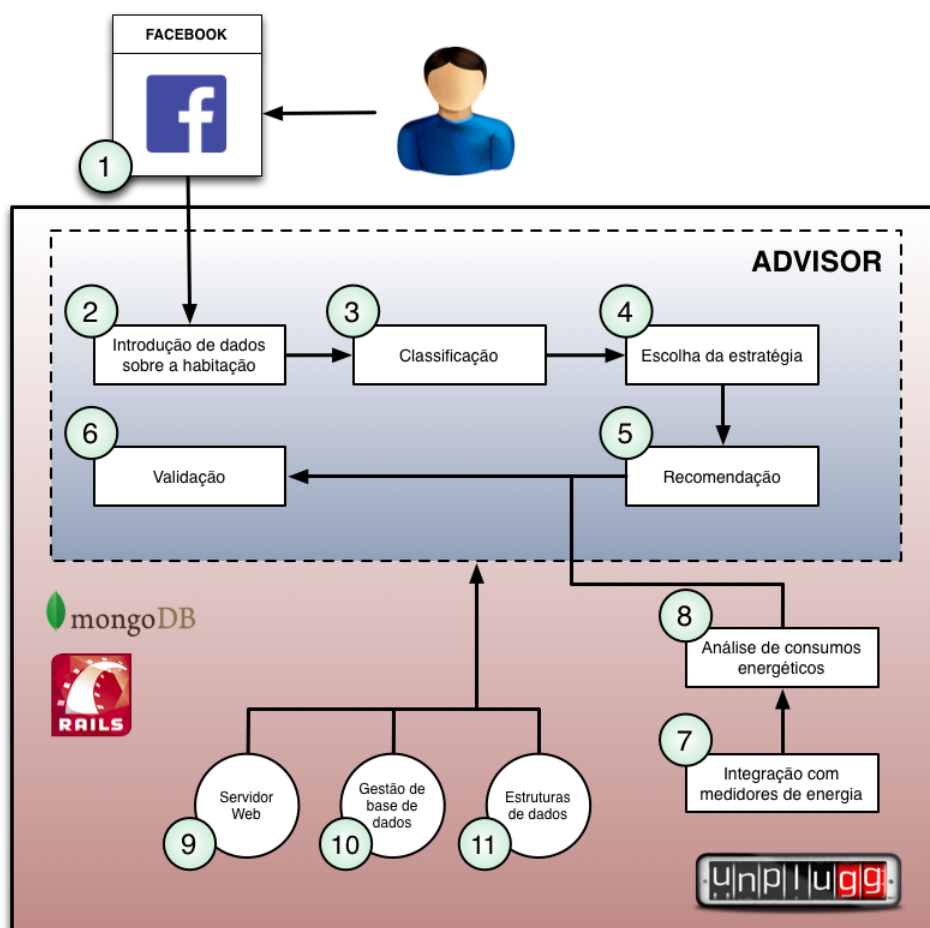 FACEBOOK
f
1
ADVISOR
2
Introdução de dados
sobre a habitação
3
Classificação
4
Escolha da estratégia
6
Validação
5
Recomendação
mongoDB
RAILS
8
Análise de consumos
energéticos
7
Integração com
medidores de energia
Servidor
Web
9
Gestão de
base de
dados
10
Estruturas
de dados
11
unplugg